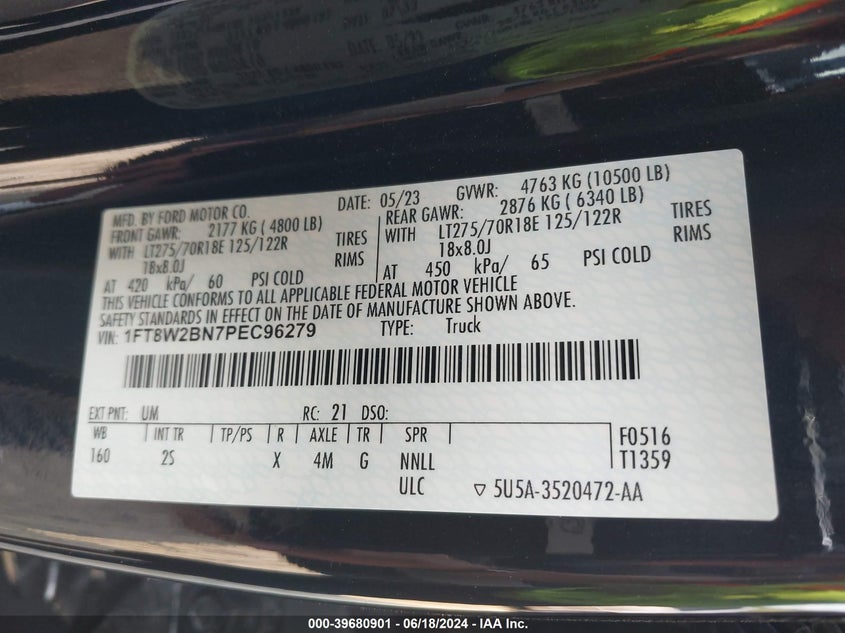 MFD. BY FORD MOTOR CO.
DATE: 05/23 GVWR: 4763 KG (10500 LB)
FRONT GAWR: 2177 KG ( 4800 LB)
WITH LT275/70R18E 125/122R TIRES
18x8.0J RIMS
AT 420 kPa/ 60 PSI COLD
REAR GAWR: 2876 KG ( 6340 LB)
WITH LT275/70R18E 125/122R TIRES
18x8.0J RIMS
AT 450 kPa/ 65 PSI COLD
THIS VEHICLE CONFORMS TO ALL APPLICABLE FEDERAL MOTOR VEHICLE
SAFETY STANDARDS IN EFFECT ON THE DATE OF MANUFACTURE SHOWN ABOVE.
VIN: 1FT8W2BN7PEC96279 TYPE: Truck
EXT PNT: UM RC: 21 DSO:
WB INT TR TP/PS R AXLE TR SPR F0516
160 2S X 4M G NNLL T1359
ULC ▽ 5U5A-3520472-AA
000-39680901 - 06/18/2024 - IAA Inc.